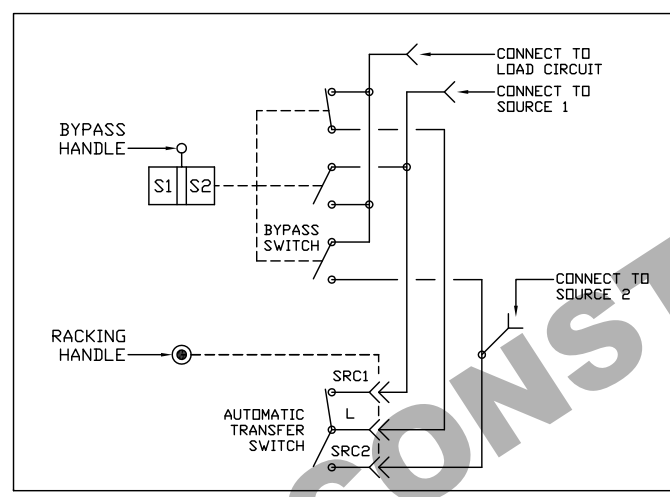 CONNECT TO
LOAD CIRCUIT
CONNECT TO
SOURCE 1
BYPASS
HANDLE
S1 S2
BYPASS
SWITCH
CONNECT TO
SOURCE 2
RACKING
HANDLE
SRC1
L
AUTOMATIC
TRANSFER
SWITCH
SRC2
CONST